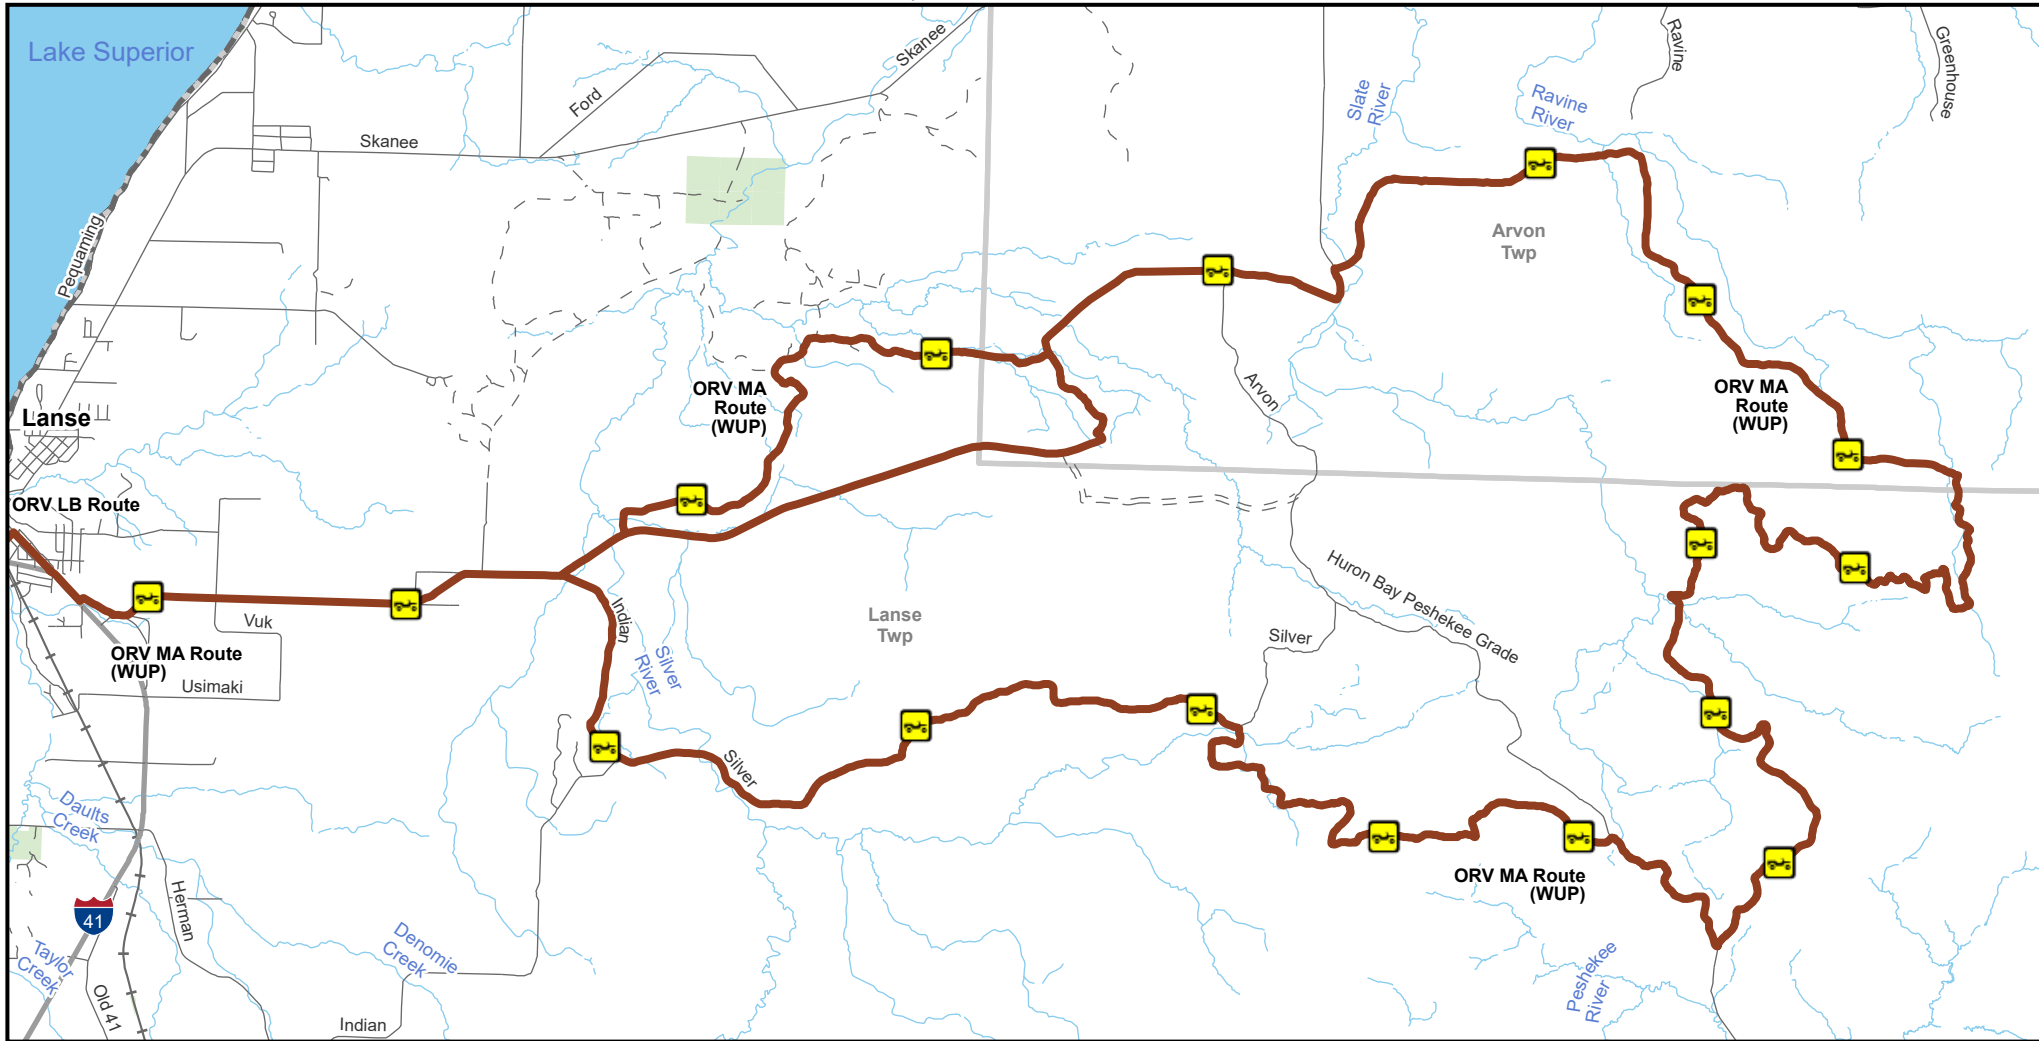 Lake Superior
Skanee
Ford
Skanee
Slate
River
Ravine
River
Ravine
Greenhouse
Pequaming
Arvon
Twp
Lanse
ORV MA
Route
(WUP)
Arvon
ORV MA
Route
(WUP)
ORV LB Route
Vuk
ORV MA Route
(WUP)
Usimaki
Indian
Silver
River
Lanse
Twp
Huron Bay Peshekee Grade
Silver
Silver
Daults
Creek
Herman
41
Taylor
Creek
Old 41
Denomie
Creek
Indian
ORV MA Route
(WUP)
Peshekee
River